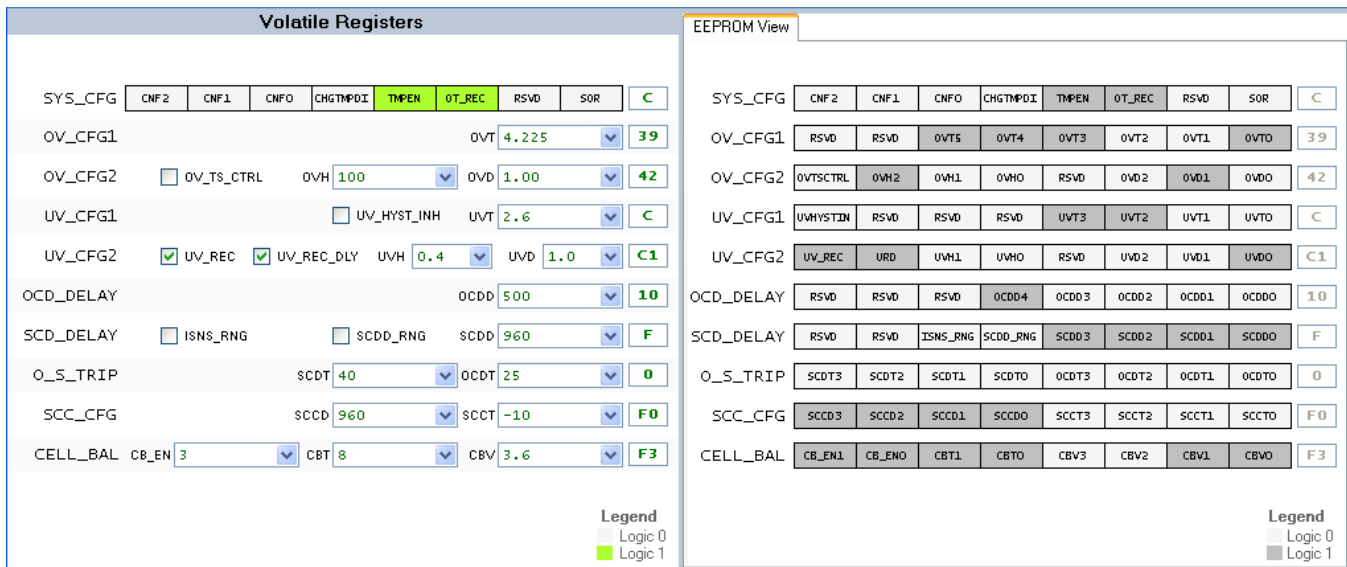 Volatile Registers
SYS_CFG CNF2 CNF1 CNF0 CHGTMPDI TMPEN OT_REC RSVD SOR C
OV_CFG1 OVT 4.225 39
OV_CFG2 OV_TS_CTRL OVH 100 OVD 1.00 42
UV_CFG1 UV_HYST_INH UVT 2.6 C
UV_CFG2 UV_REC UV_REC_DLY UVH 0.4 UVD 1.0 C1
OCD_DELAY OCDD 500 10
SCD_DELAY ISNS_RNG SCDD_RNG SCDD 960 F
O_S_TRIP SCDT 40 OCDT 25 0
SCC_CFG SCCD 960 SCCT -10 F0
CELL_BAL CB_EN 3 CBT 8 CBV 3.6 F3
Legend
Logic 0
Logic 1
EEPROM View
SYS_CFG CNF2 CNF1 CNF0 CHGTMPDI TMPEN OT_REC RSVD SOR C
OV_CFG1 RSVD RSVD OVT5 OVT4 OVT3 OVT2 OVT1 OVT0 39
OV_CFG2 OVTSCTRL OVH2 OVH1 OVH0 RSVD OVD2 OVD1 OVD0 42
UV_CFG1 UVHYSTIN RSVD RSVD RSVD UVT3 UVT2 UVT1 UVT0 C
UV_CFG2 UV_REC URD UVH1 UVH0 RSVD UVD2 UVD1 UVD0 C1
OCD_DELAY RSVD RSVD RSVD OCDD4 OCDD3 OCDD2 OCDD1 OCDD0 10
SCD_DELAY RSVD RSVD ISNS_RNG SCDD_RNG SCDD3 SCDD2 SCDD1 SCDD0 F
O_S_TRIP SCDT3 SCDT2 SCDT1 SCDT0 OCDT3 OCDT2 OCDT1 OCDT0 0
SCC_CFG SCCD3 SCCD2 SCCD1 SCCD0 SCCT3 SCCT2 SCCT1 SCCT0 F0
CELL_BAL CB_EN1 CB_EN0 CBT1 CBT0 CBV3 CBV2 CBV1 CBV0 F3
Legend
Logic 0
Logic 1